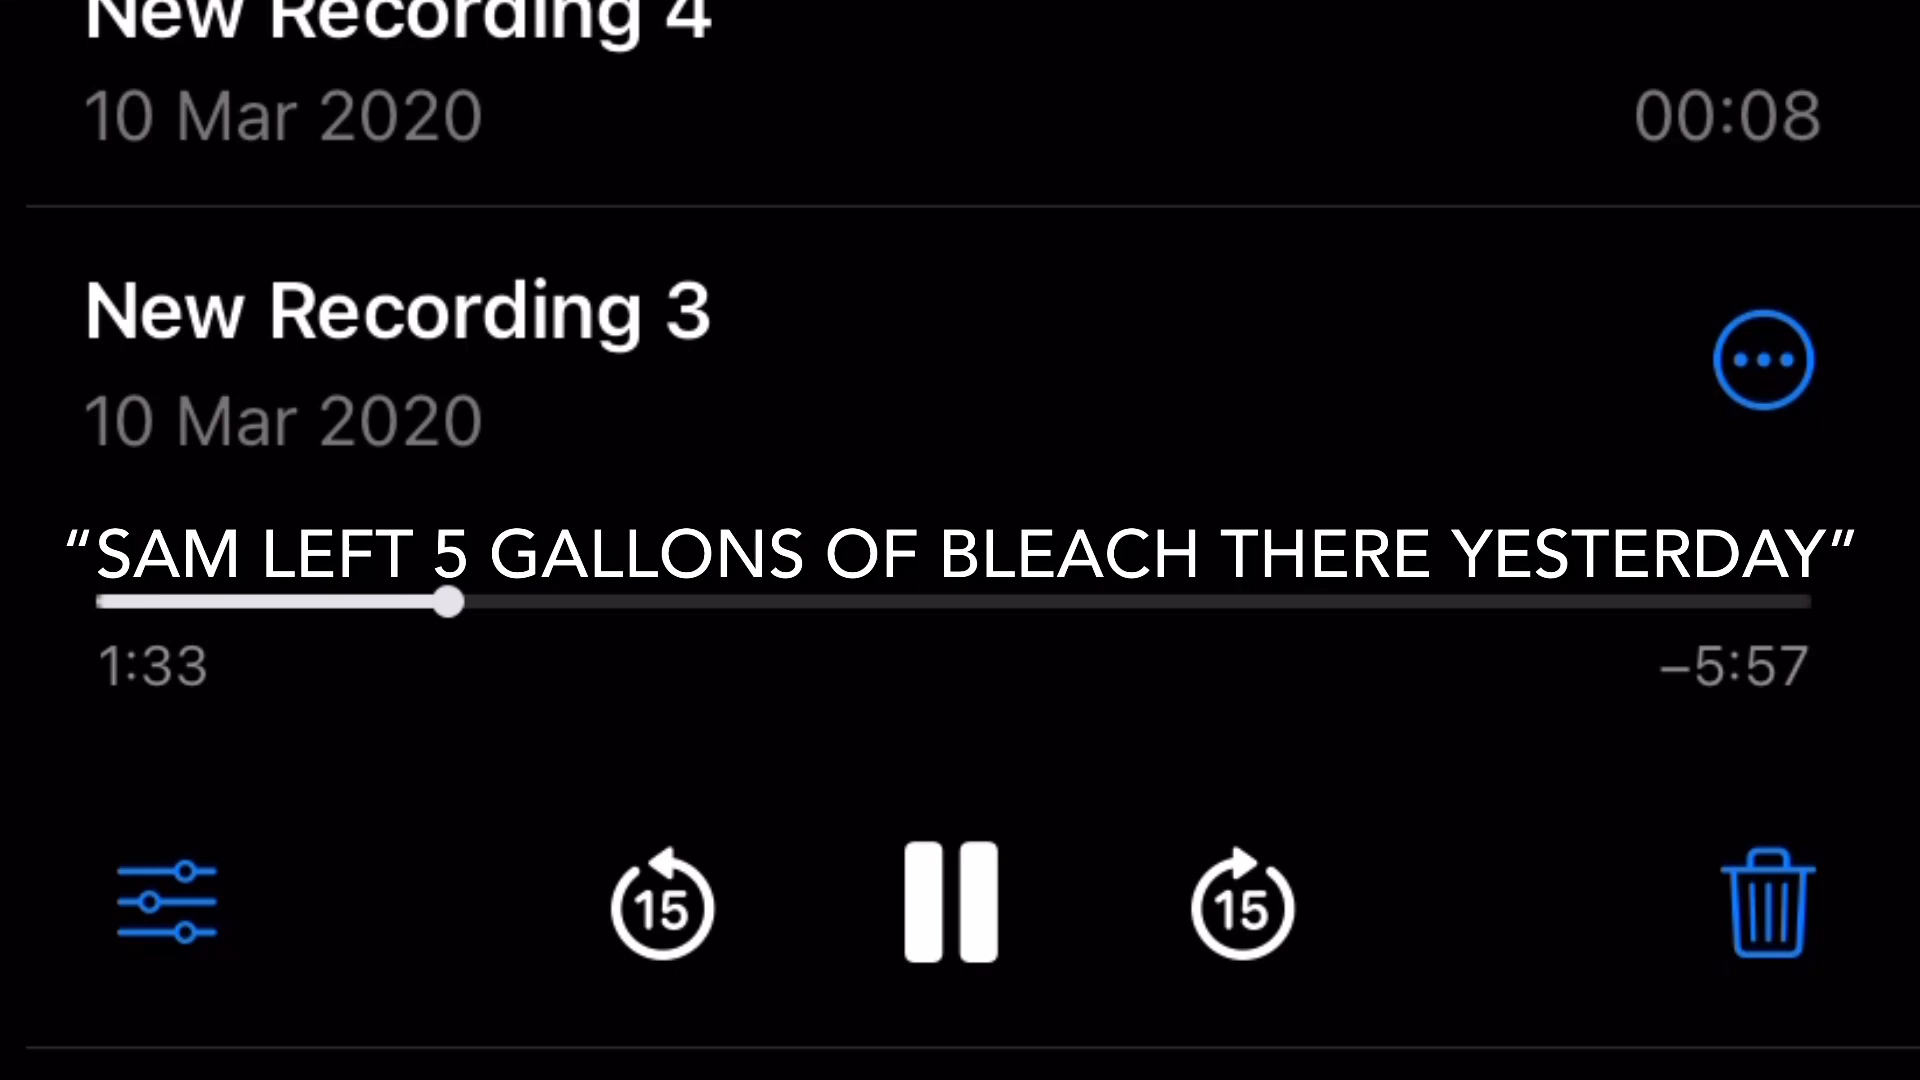 New Recording 4
10 Mar 2020 00:08
New Recording 3
10 Mar 2020
“SAM LEFT 5 GALLONS OF BLEACH THERE YESTERDAY”
1:33 –5:57
15 15